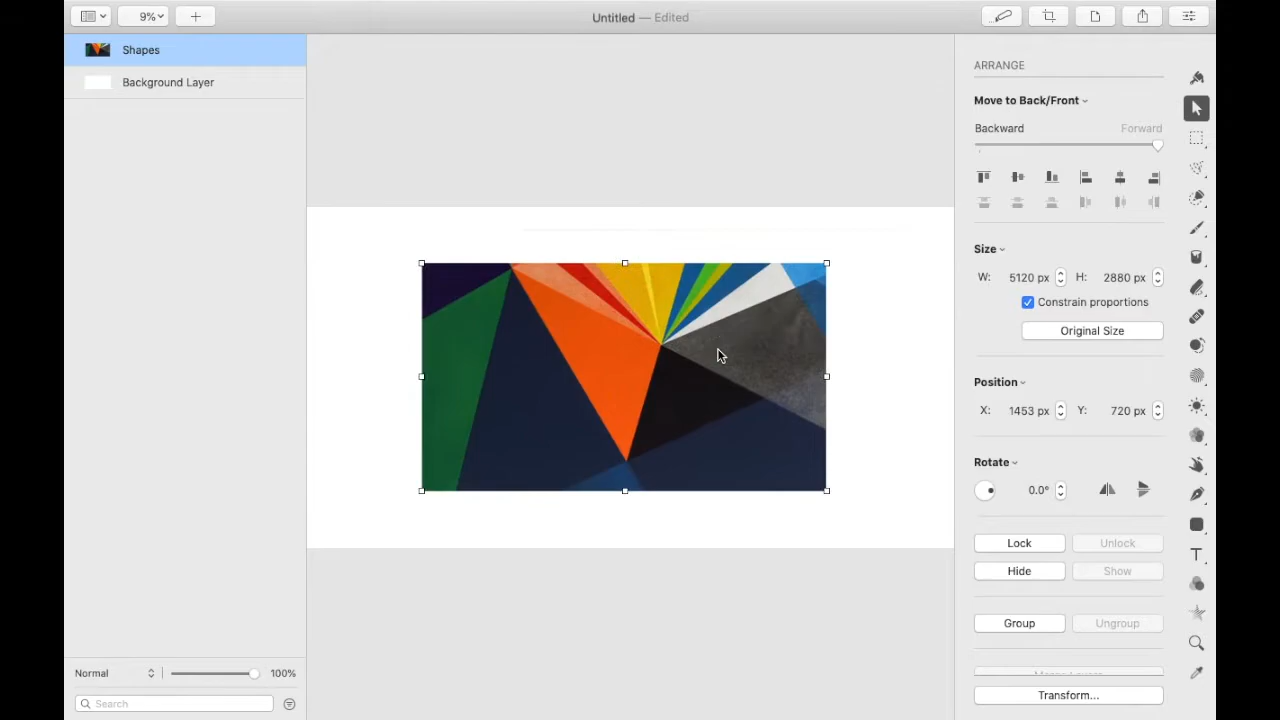 9%
Untitled — Edited
Shapes
Background Layer
ARRANGE
Move to Back/Front
Backward Forward
Size
W: 5120 px H: 2880 px
Constrain proportions
Original Size
Position
X: 1453 px Y: 720 px
Rotate
0.0°
Lock Unlock
Hide Show
Group Ungroup
Transform...
Normal 100%
Search
T